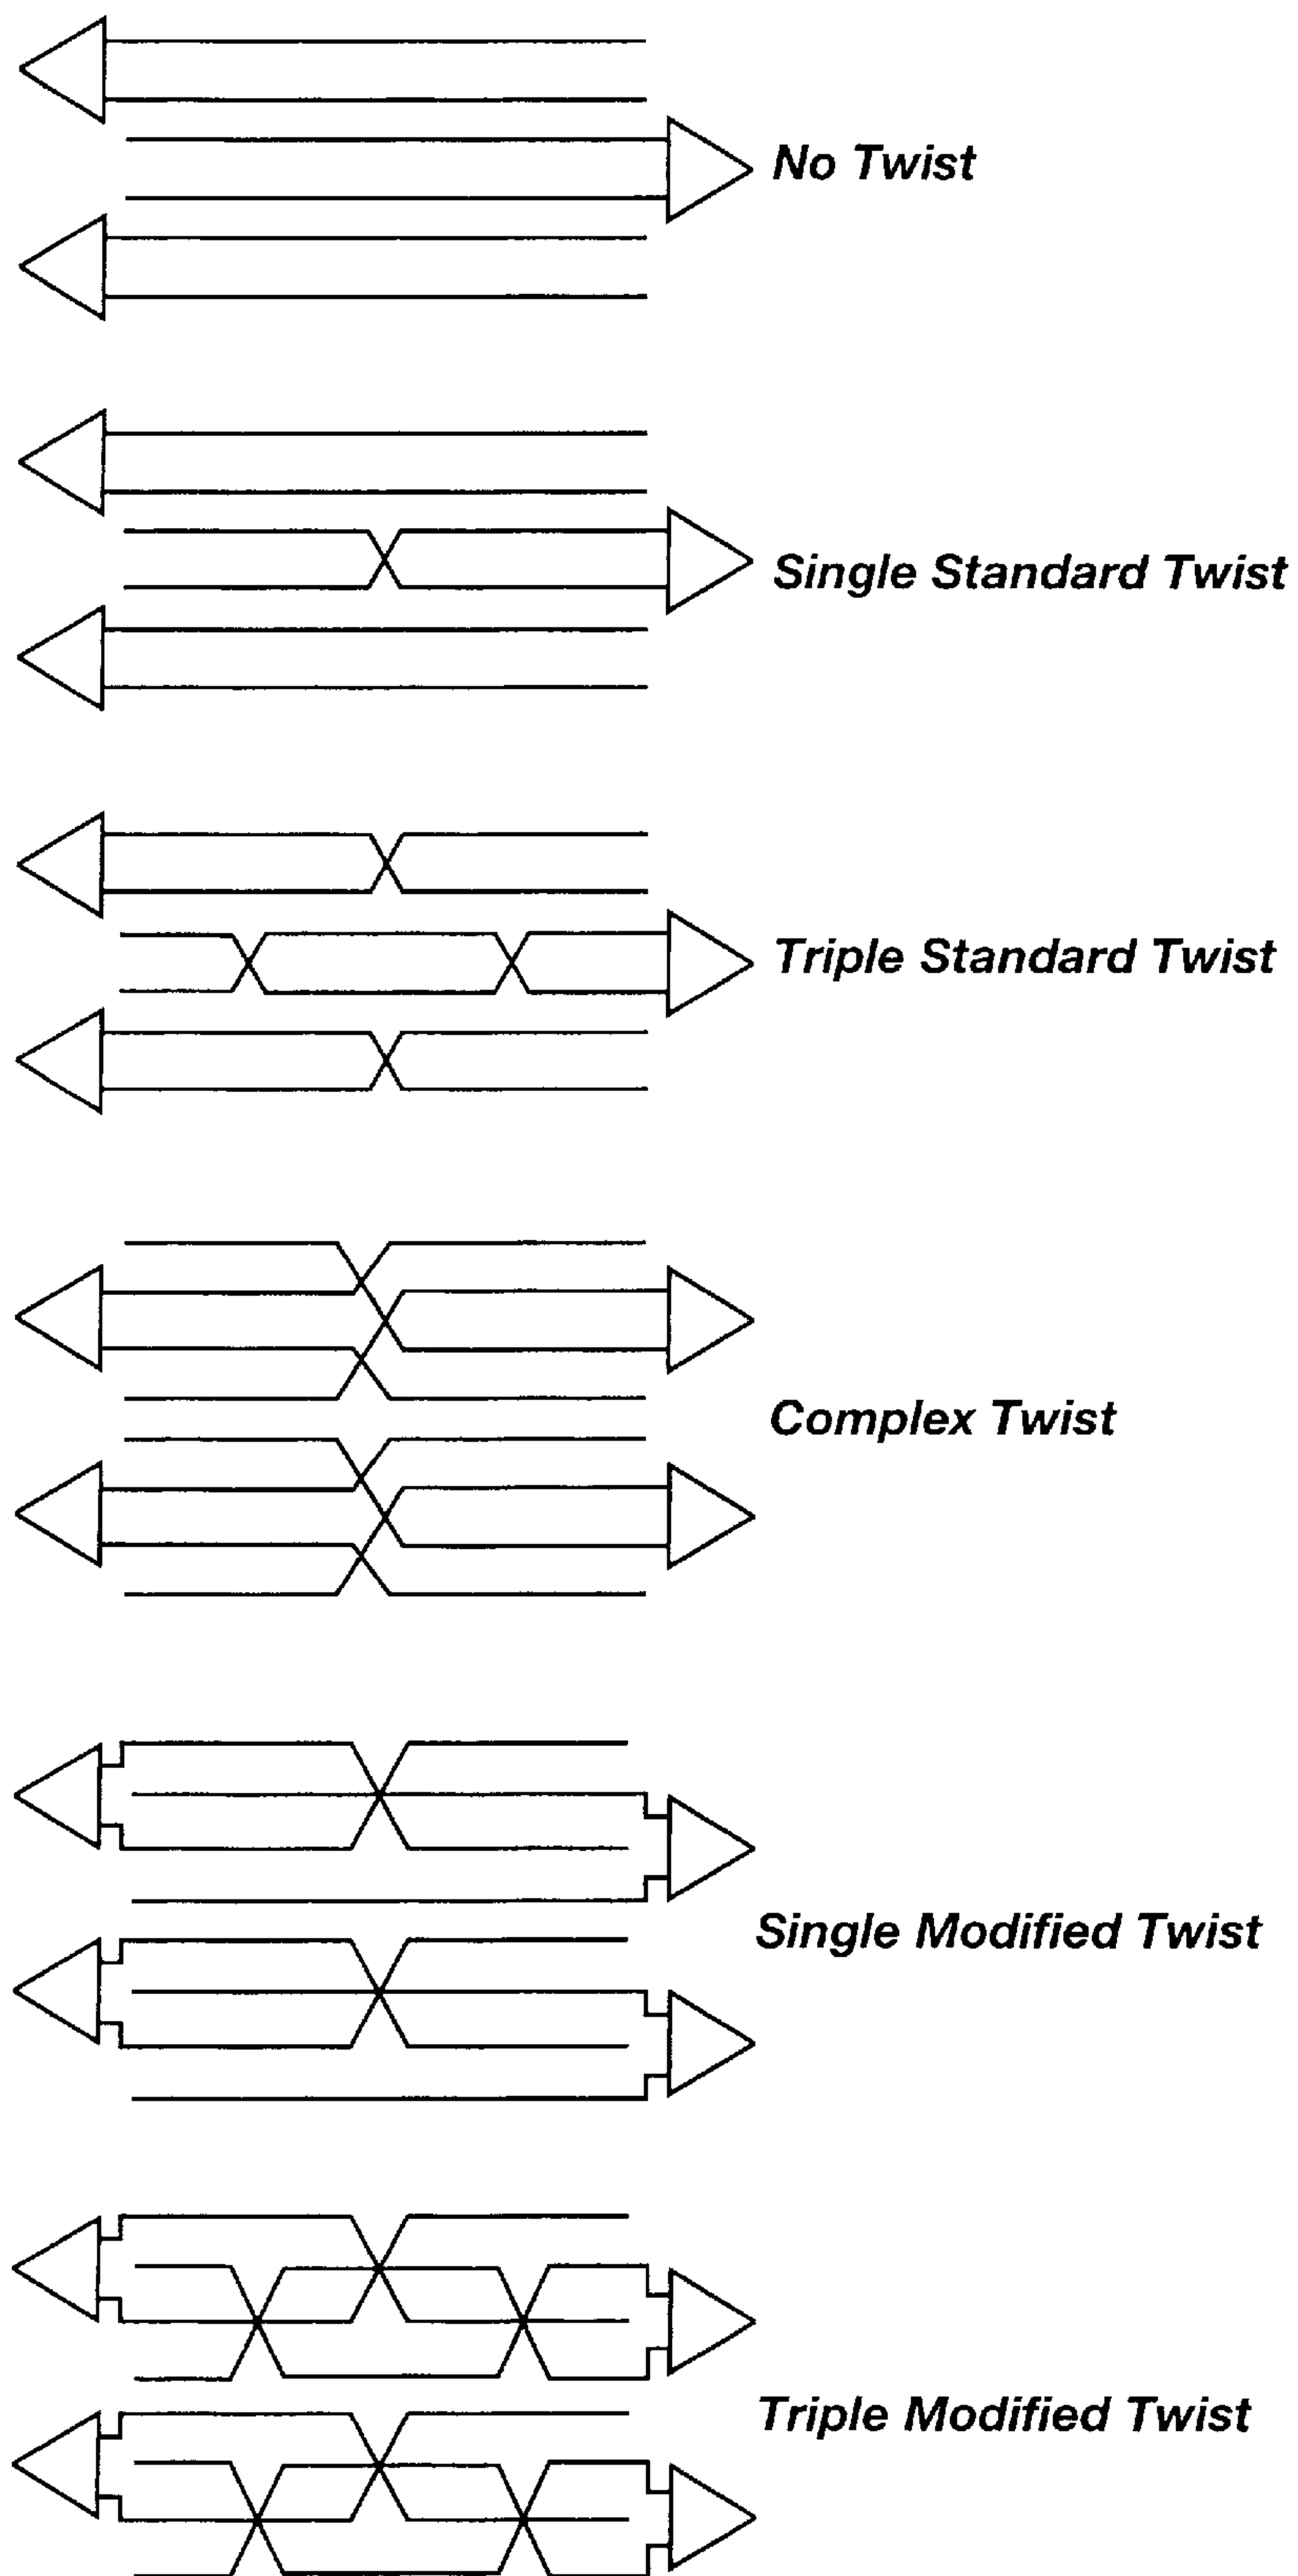 No Twist
Single Standard Twist
Triple Standard Twist
Complex Twist
Single Modified Twist
Triple Modified Twist